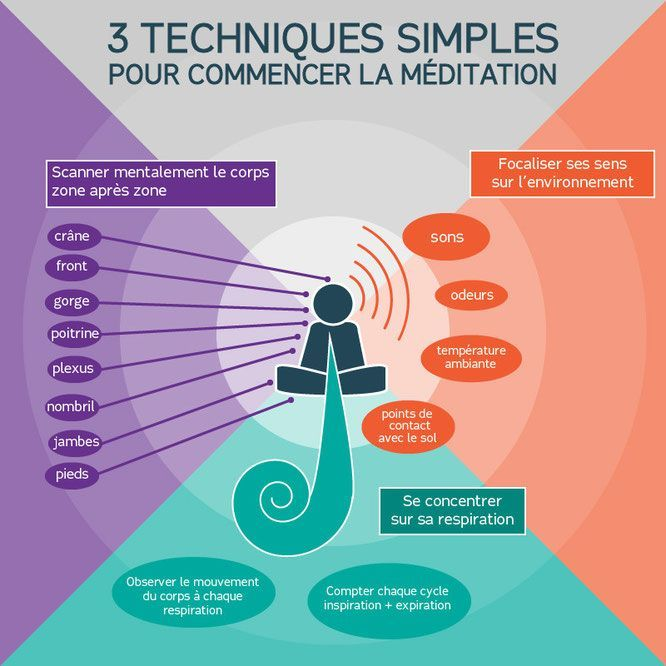 3 TECHNIQUES SIMPLES
POUR COMMENCER LA MÉDITATION
Scanner mentalement le corps
zone après zone
crâne
front
gorge
poitrine
plexus
nombril
jambes
pieds
Focaliser ses sens
sur l'environnement
sons
odeurs
température
ambiante
points de
contact
avec le sol
Se concentrer
sur sa respiration
Observer le mouvement
du corps à chaque
respiration
Compter chaque cycle
inspiration + expiration